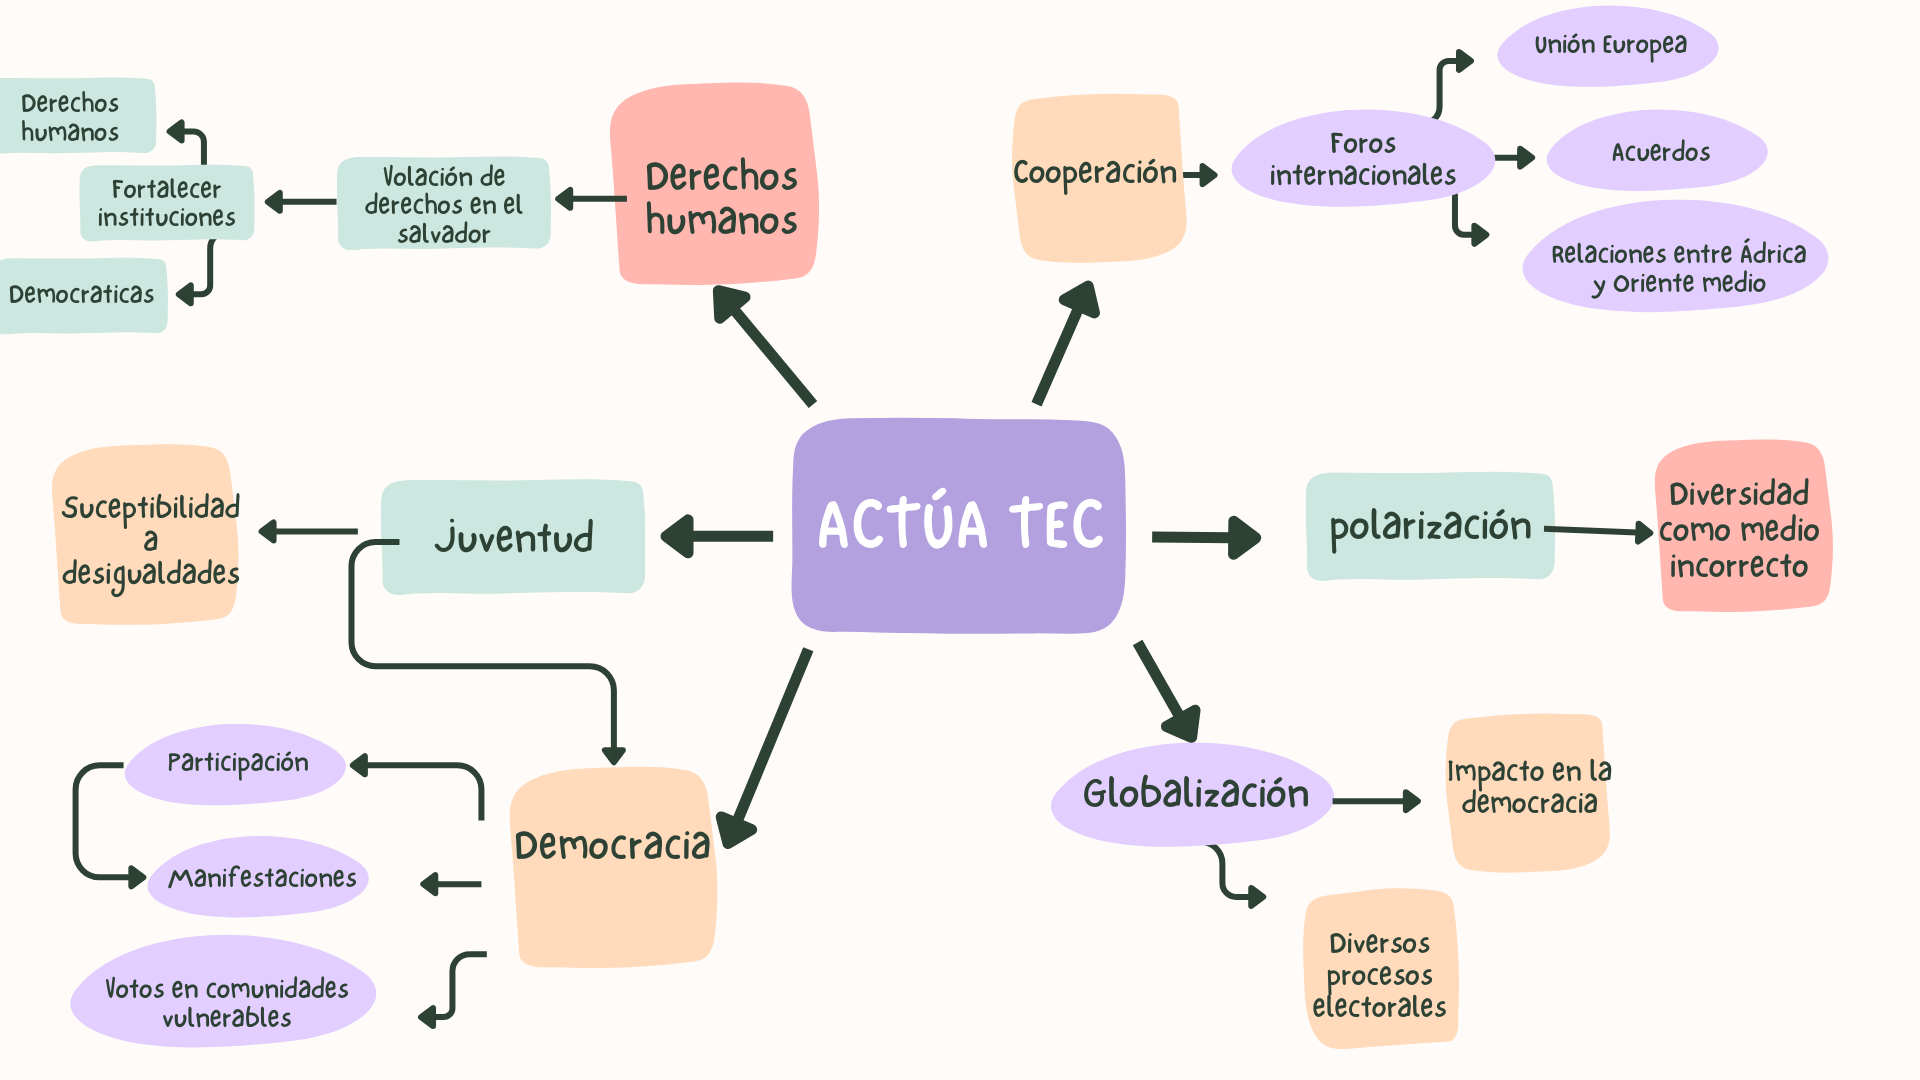 Derechos
humanos
Fortalecer
instituciones
Democraticas
Volación de
derechos en el
salvador
Derechos
humanos
Cooperación
Foros
internacionales
Unión Europea
Acuerdos
Relaciones entre Ádrica
y Oriente medio
Suceptibilidad
a
desigualdades
juventud
ACTÚA TEC
polarización
Diversidad
como medio
incorrecto
Participación
Manifestaciones
Votos en comunidades
vulnerables
Democracia
Globalización
Impacto en la
democracia
Diversos
procesos
electorales